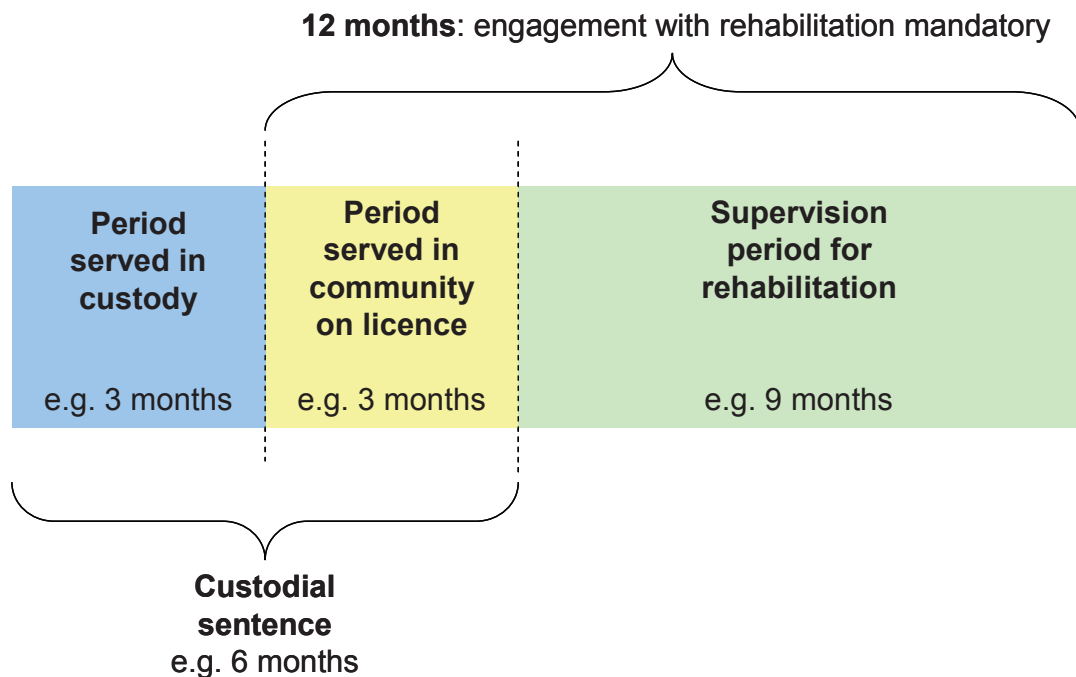 12 months: engagement with rehabilitation mandatory
Period
served in
custody
e.g. 3 months
Period
served in
community
on licence
e.g. 3 months
Supervision
period for
rehabilitation
e.g. 9 months
Custodial
sentence
e.g. 6 months